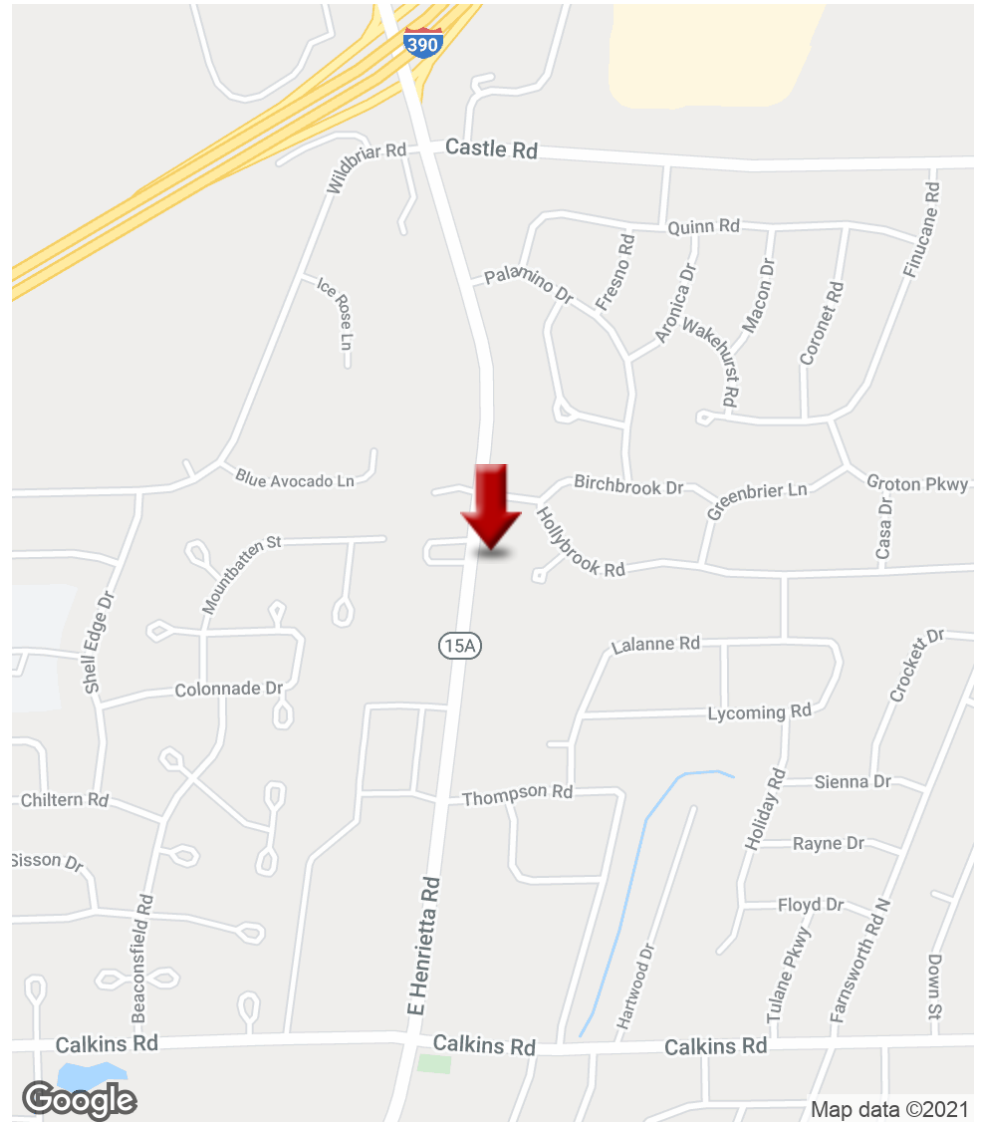 390
Castle Rd
Wildbriar Rd
Quinn Rd
Finucane Rd
Palamino Dr
Fresno Rd
Aronica Dr
Macon Dr
Ice Rose Ln
Wakehurst Rd
Coronet Rd
Blue Avocado Ln
Birchbrook Dr
Greenbrier Ln
Groton Pkwy
Hollybrook Rd
Casa Dr
Mountbatten St
Shell Edge Dr
15A
Lalanne Rd
Crockett Dr
Colonnade Dr
Lycoming Rd
Chiltern Rd
Thompson Rd
Holiday Rd
Sienna Dr
Sisson Dr
Rayne Dr
Beaconsfield Rd
E Henrietta Rd
Floyd Dr
Farnsworth Rd N
Hartwood Dr
Tulane Pkwy
Down St
Calkins Rd
Calkins Rd
Calkins Rd
Google
Map data ©2021